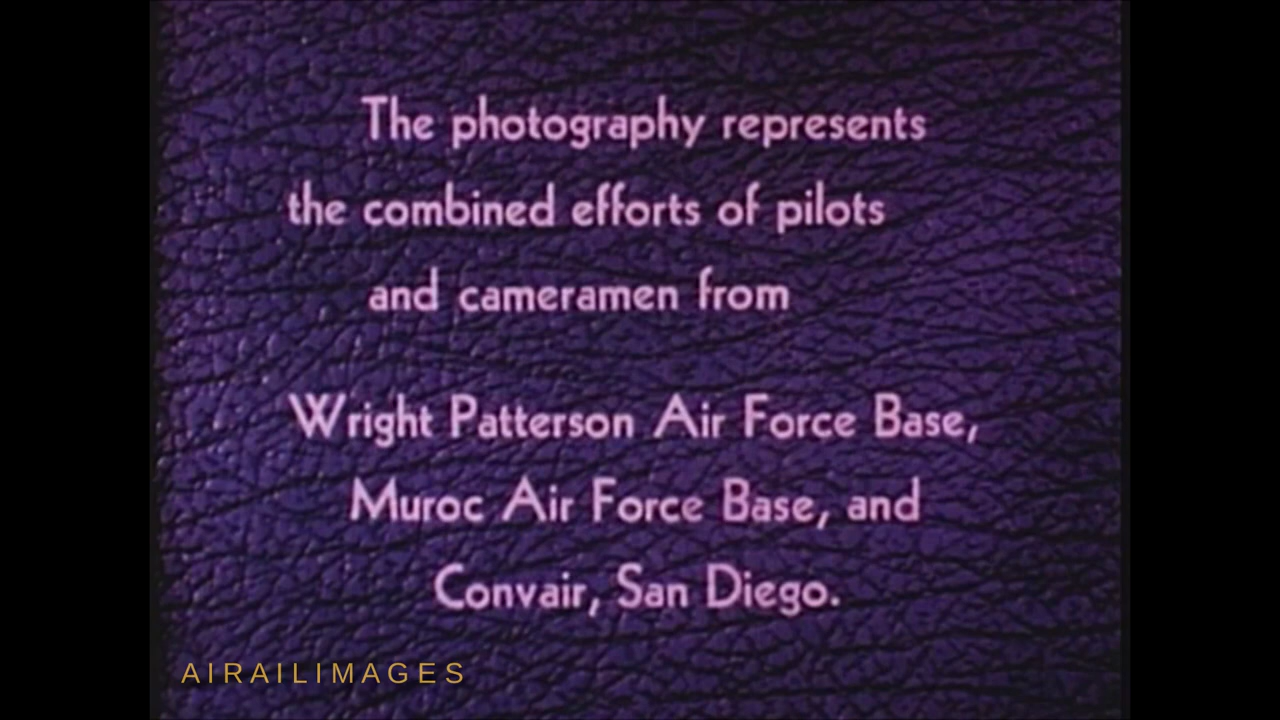 The photography represents
the combined efforts of pilots
and cameramen from
Wright Patterson Air Force Base,
Muroc Air Force Base, and
Convair, San Diego.
AIRAILIMAGES